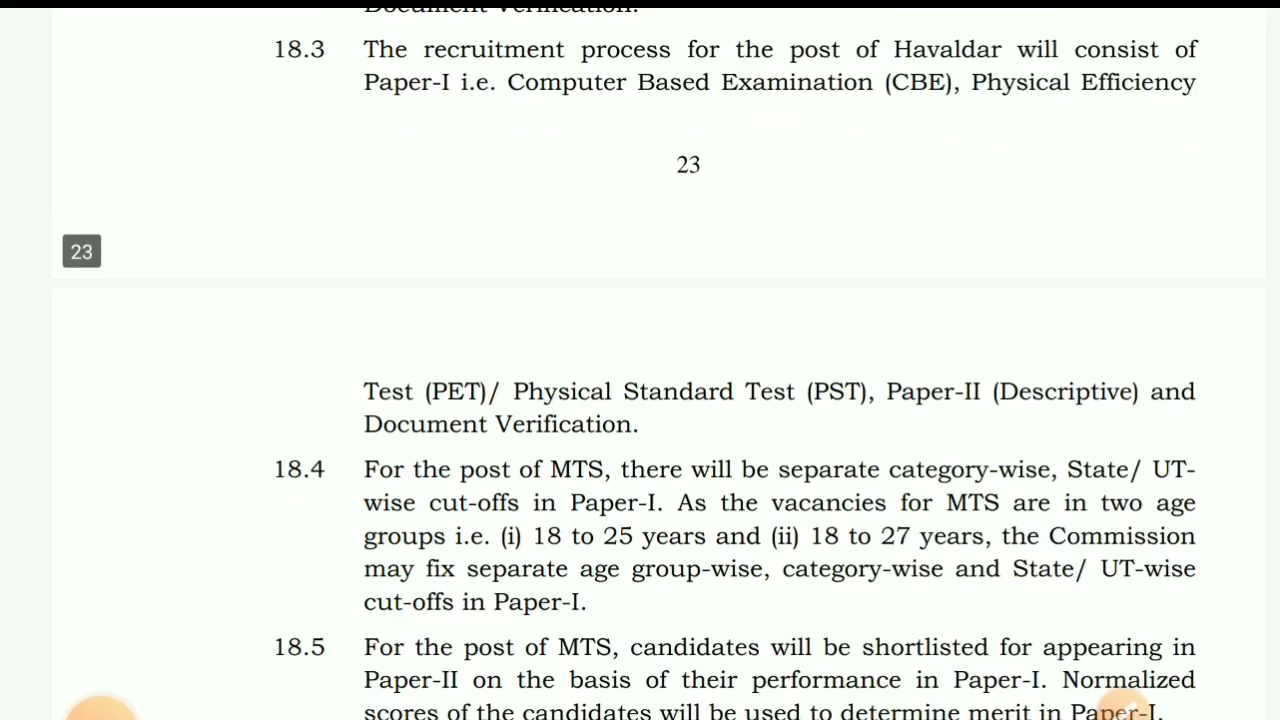 Document Verification.
18.3 The recruitment process for the post of Havaldar will consist of
Paper-I i.e. Computer Based Examination (CBE), Physical Efficiency
23
23
Test (PET)/ Physical Standard Test (PST), Paper-II (Descriptive) and
Document Verification.
18.4 For the post of MTS, there will be separate category-wise, State/ UT-
wise cut-offs in Paper-I. As the vacancies for MTS are in two age
groups i.e. (i) 18 to 25 years and (ii) 18 to 27 years, the Commission
may fix separate age group-wise, category-wise and State/ UT-wise
cut-offs in Paper-I.
18.5 For the post of MTS, candidates will be shortlisted for appearing in
Paper-II on the basis of their performance in Paper-I. Normalized
scores of the candidates will be used to determine merit in Paper-I.